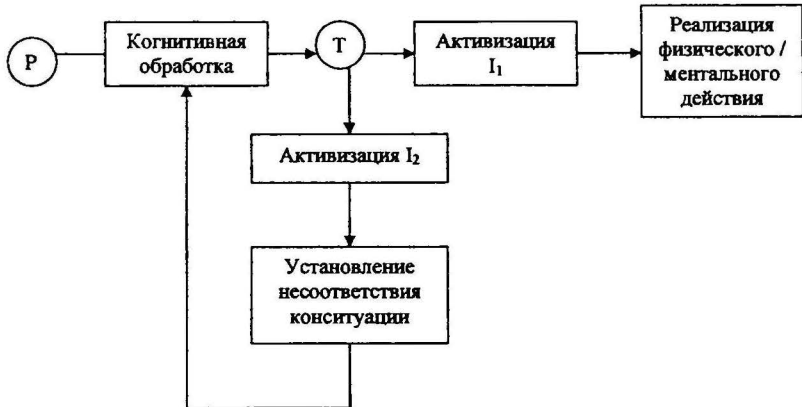 P
Когнитивная
обработка
T
Активизация
I₁
Реализация
физического /
ментального
действия
Активизация I₂
Установление
несоответствия
конситуации